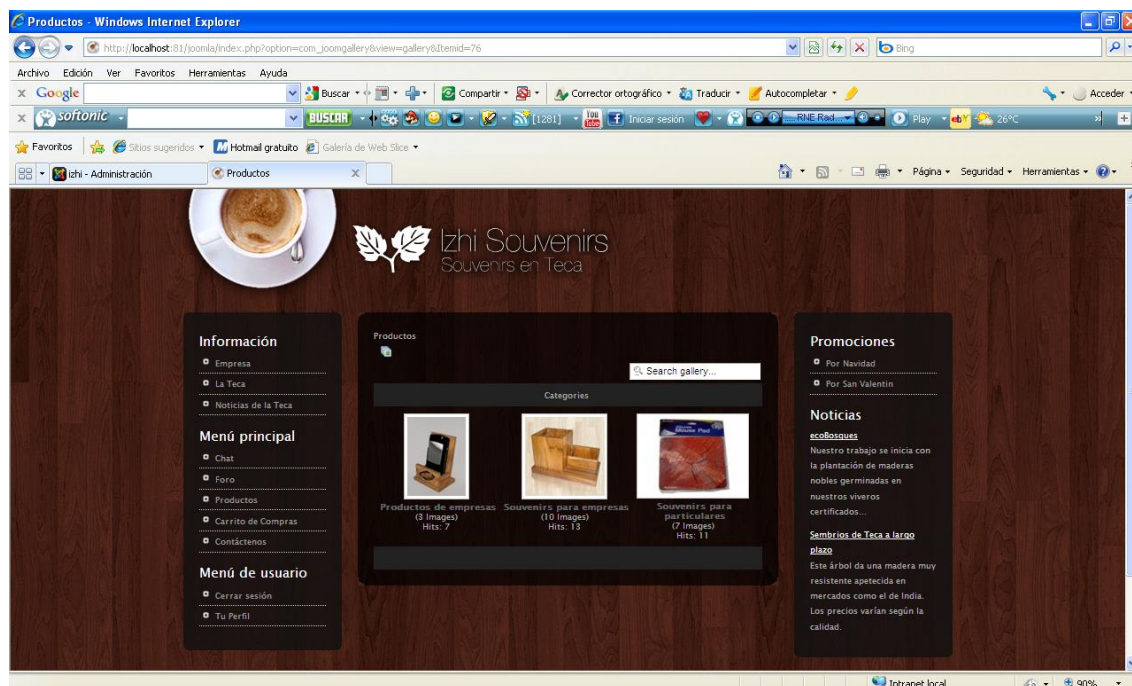 Productos - Windows Internet Explorer
http://localhost:81/joomla/index.php?option=com_joomgallery&view=gallery&Itemid=76
Bing
Archivo Edición Ver Favoritos Herramientas Ayuda
Google Buscar Compartir Corrector ortográfico Traducir Autocompletar Acceder
softonic BUSCAR [1281] You Tube Iniciar sesión RNE Rad... Play ebY 26°C
Favoritos Sitios sugeridos Hotmail gratuito Galería de Web Slice
izhi - Administración Productos Página Seguridad Herramientas
Izhi Souvenirs
Souvenirs en Teca
Información
Empresa
La Teca
Noticias de la Teca
Menú principal
Chat
Foro
Productos
Carrito de Compras
Contáctenos
Menú de usuario
Cerrar sesión
Tu Perfil
Productos
Search gallery...
Categories
Mouse Pad
Productos de empresas
(3 Images)
Hits: 7
Souvenirs para empresas
(10 Images)
Hits: 13
Souvenirs para
particulares
(7 Images)
Hits: 11
Promociones
Por Navidad
Por San Valentin
Noticias
ecoBosques
Nuestro trabajo se inicia con
la plantación de maderas
nobles germinadas en
nuestros viveros
certificados...
Sembrios de Teca a largo
plazo
Este árbol da una madera muy
resistente apetecida en
mercados como el de India.
Los precios varían según la
calidad.
Intranet local 90%